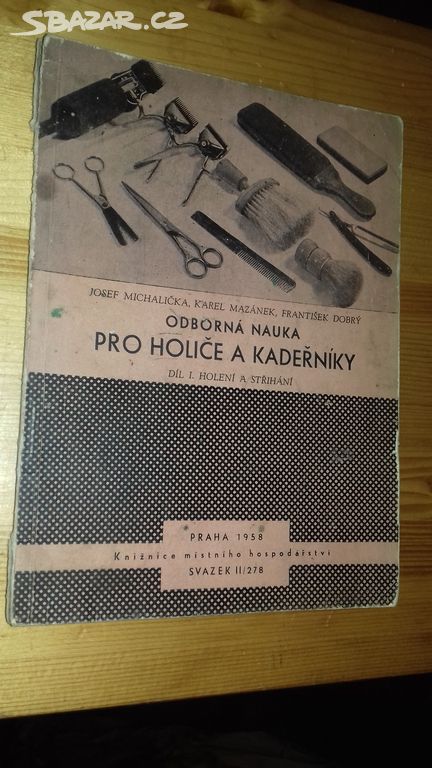 SBAZAR.CZ
JOSEF MICHALIČKA, KAREL MAZÁNEK, FRANTIŠEK DOBRÝ
ODBORNÁ NAUKA
PRO HOLIČE A KADEŘNÍKY
DÍL I. HOLENÍ A STŘIHÁNÍ
PRAHA 1958
Knižnice místního hospodářství
SVAZEK II/278